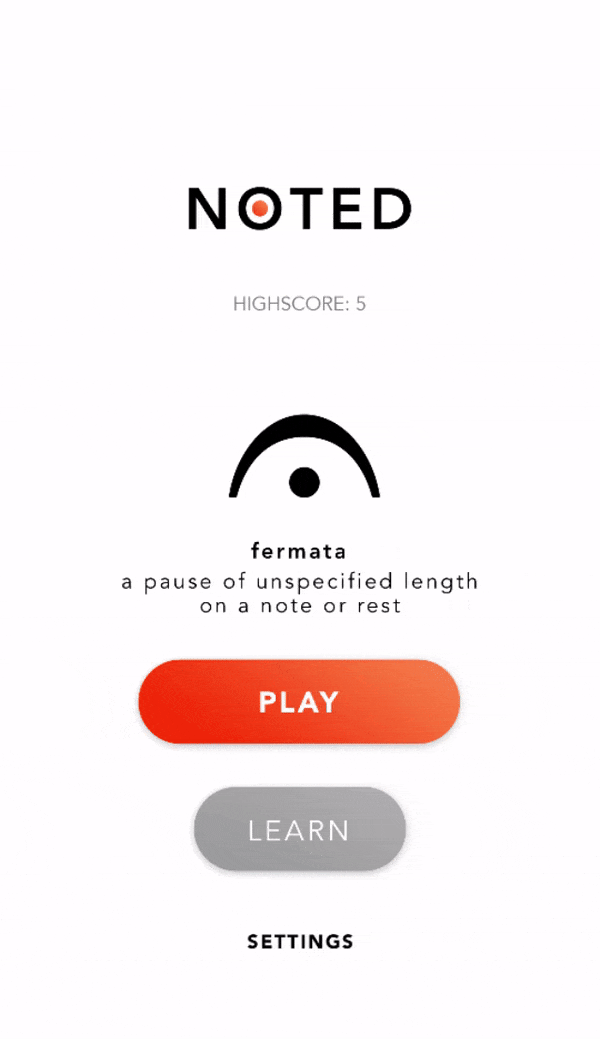 NOTED
HIGHSCORE: 5
fermata
a pause of unspecified length
on a note or rest
PLAY
LEARN
SETTINGS